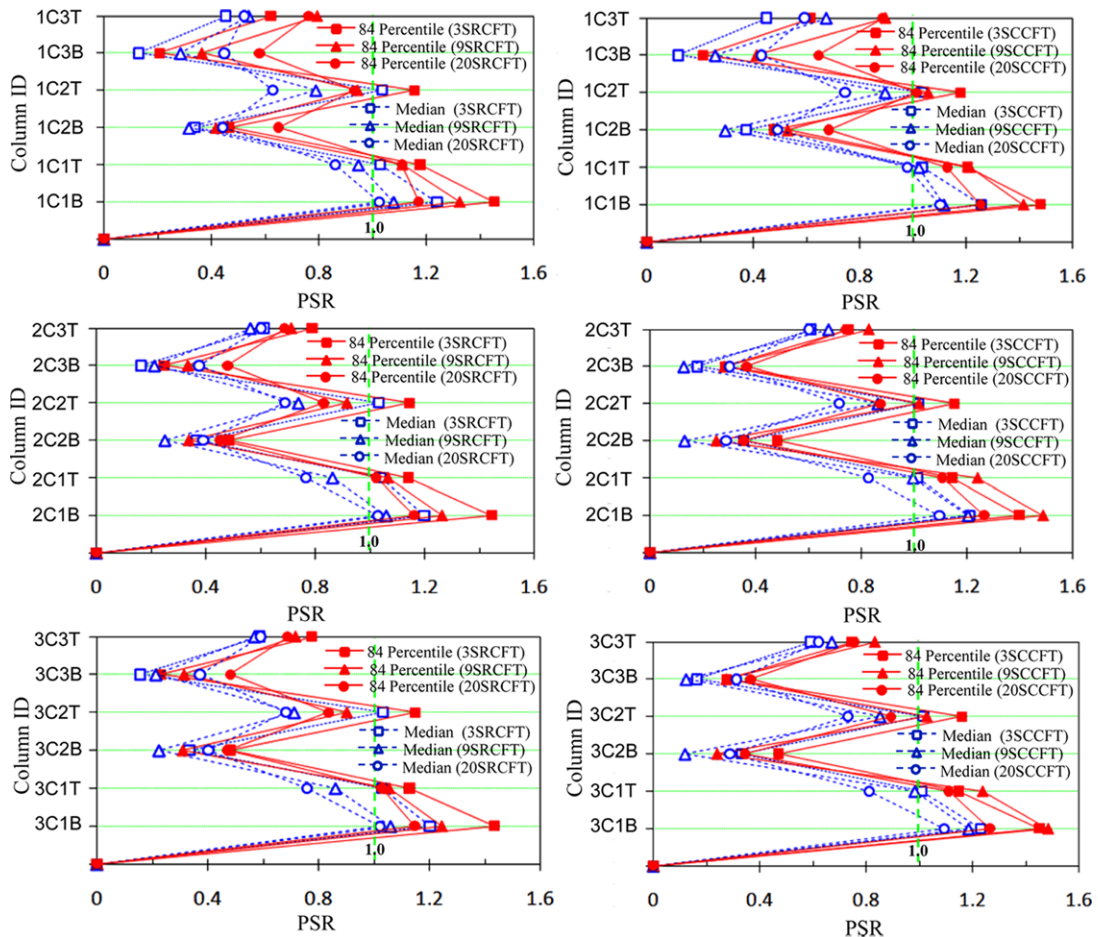 1C3T
1C3B
1C2T
1C2B
1C1T
1C1B
Column ID
84 Percentile (3SRCFT)
84 Percentile (9SRCFT)
84 Percentile (20SRCFT)
Median (3SRCFT)
Median (9SRCFT)
Median (20SRCFT)
1.0
0 0.4 0.8 1.2 1.6
PSR
1C3T
1C3B
1C2T
1C2B
1C1T
1C1B
Column ID
84 Percentile (3SCCFT)
84 Percentile (9SCCFT)
84 Percentile (20SCCFT)
Median (3SCCFT)
Median (9SCCFT)
Median (20SCCFT)
1.0
0 0.4 0.8 1.2 1.6
PSR
2C3T
2C3B
2C2T
2C2B
2C1T
2C1B
Column ID
84 Percentile (3SRCFT)
84 Percentile (9SRCFT)
84 Percentile (20SRCFT)
Median (3SRCFT)
Median (9SRCFT)
Median (20SRCFT)
1.0
0 0.4 0.8 1.2 1.6
PSR
2C3T
2C3B
2C2T
2C2B
2C1T
2C1B
Column ID
84 Percentile (3SCCFT)
84 Percentile (9SCCFT)
84 Percentile (20SCCFT)
Median (3SCCFT)
Median (9SCCFT)
Median (20SCCFT)
1.0
0 0.4 0.8 1.2 1.6
PSR
3C3T
3C3B
3C2T
3C2B
3C1T
3C1B
Column ID
84 Percentile (3SRCFT)
84 Percentile (9SRCFT)
84 Percentile (20SRCFT)
Median (3SRCFT)
Median (9SRCFT)
Median (20SRCFT)
1.0
0 0.4 0.8 1.2 1.6
PSR
3C3T
3C3B
3C2T
3C2B
3C1T
3C1B
Column ID
84 Percentile (3SCCFT)
84 Percentile (9SCCFT)
84 Percentile (20SCCFT)
Median (3SCCFT)
Median (9SCCFT)
Median (20SCCFT)
1.0
0 0.4 0.8 1.2 1.6
PSR